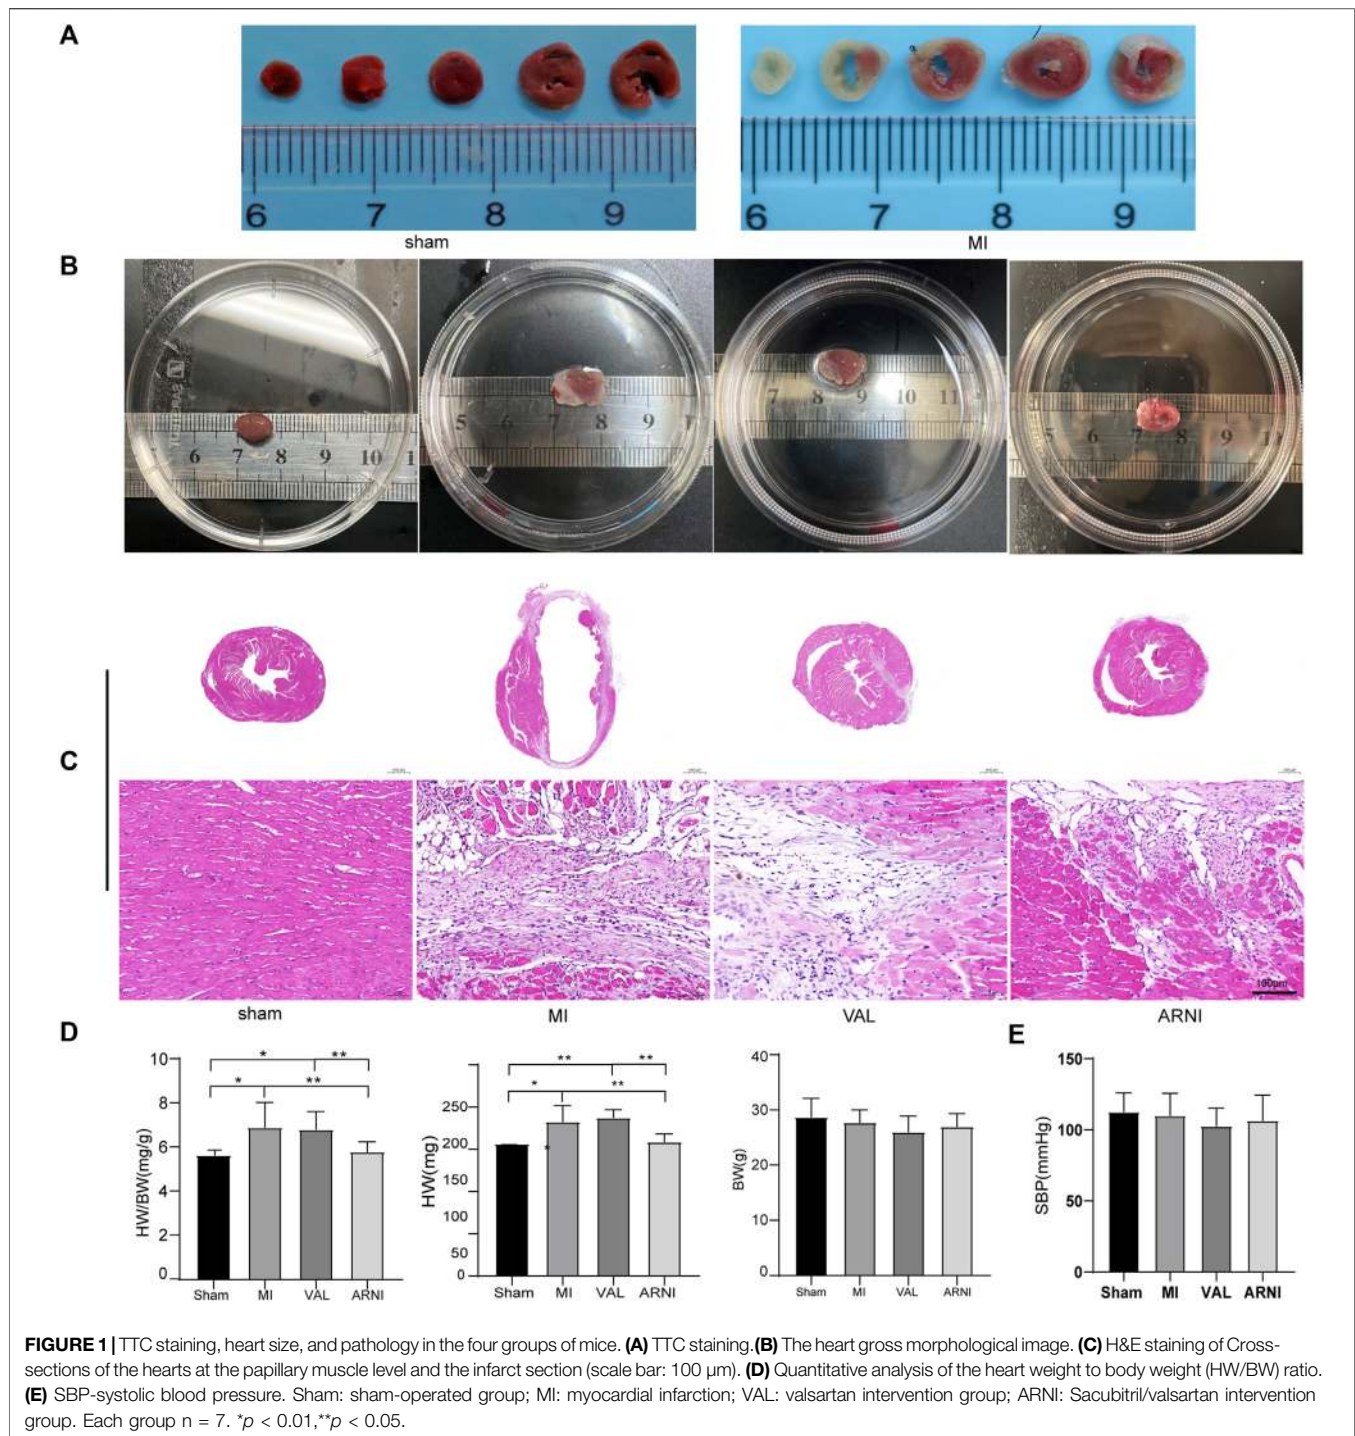 A
6 7 8 9
sham
6 7 8 9
MI
B
6 7 8 9 10 1
5 6 7 8 9
7 8 9 10 11
6 7 8 9 1
C
100μm
sham
MI
VAL
ARNI
D
HW/BW(mg/g)
10
8
6
4
2
0
* **
* **
Sham MI VAL ARNI
HW(mg)
250
200
150
100
50
0
** **
* **
*
Sham MI VAL ARNI
BW(g)
40
30
20
10
0
Sham MI VAL ARNI
E
SBP(mmHg)
150
100
50
0
Sham MI VAL ARNI
FIGURE 1 | TTC staining, heart size, and pathology in the four groups of mice. (A) TTC staining.(B) The heart gross morphological image. (C) H&E staining of Cross-
sections of the hearts at the papillary muscle level and the infarct section (scale bar: 100 μm). (D) Quantitative analysis of the heart weight to body weight (HW/BW) ratio.
(E) SBP-systolic blood pressure. Sham: sham-operated group; MI: myocardial infarction; VAL: valsartan intervention group; ARNI: Sacubitril/valsartan intervention
group. Each group n = 7. *p < 0.01,**p < 0.05.